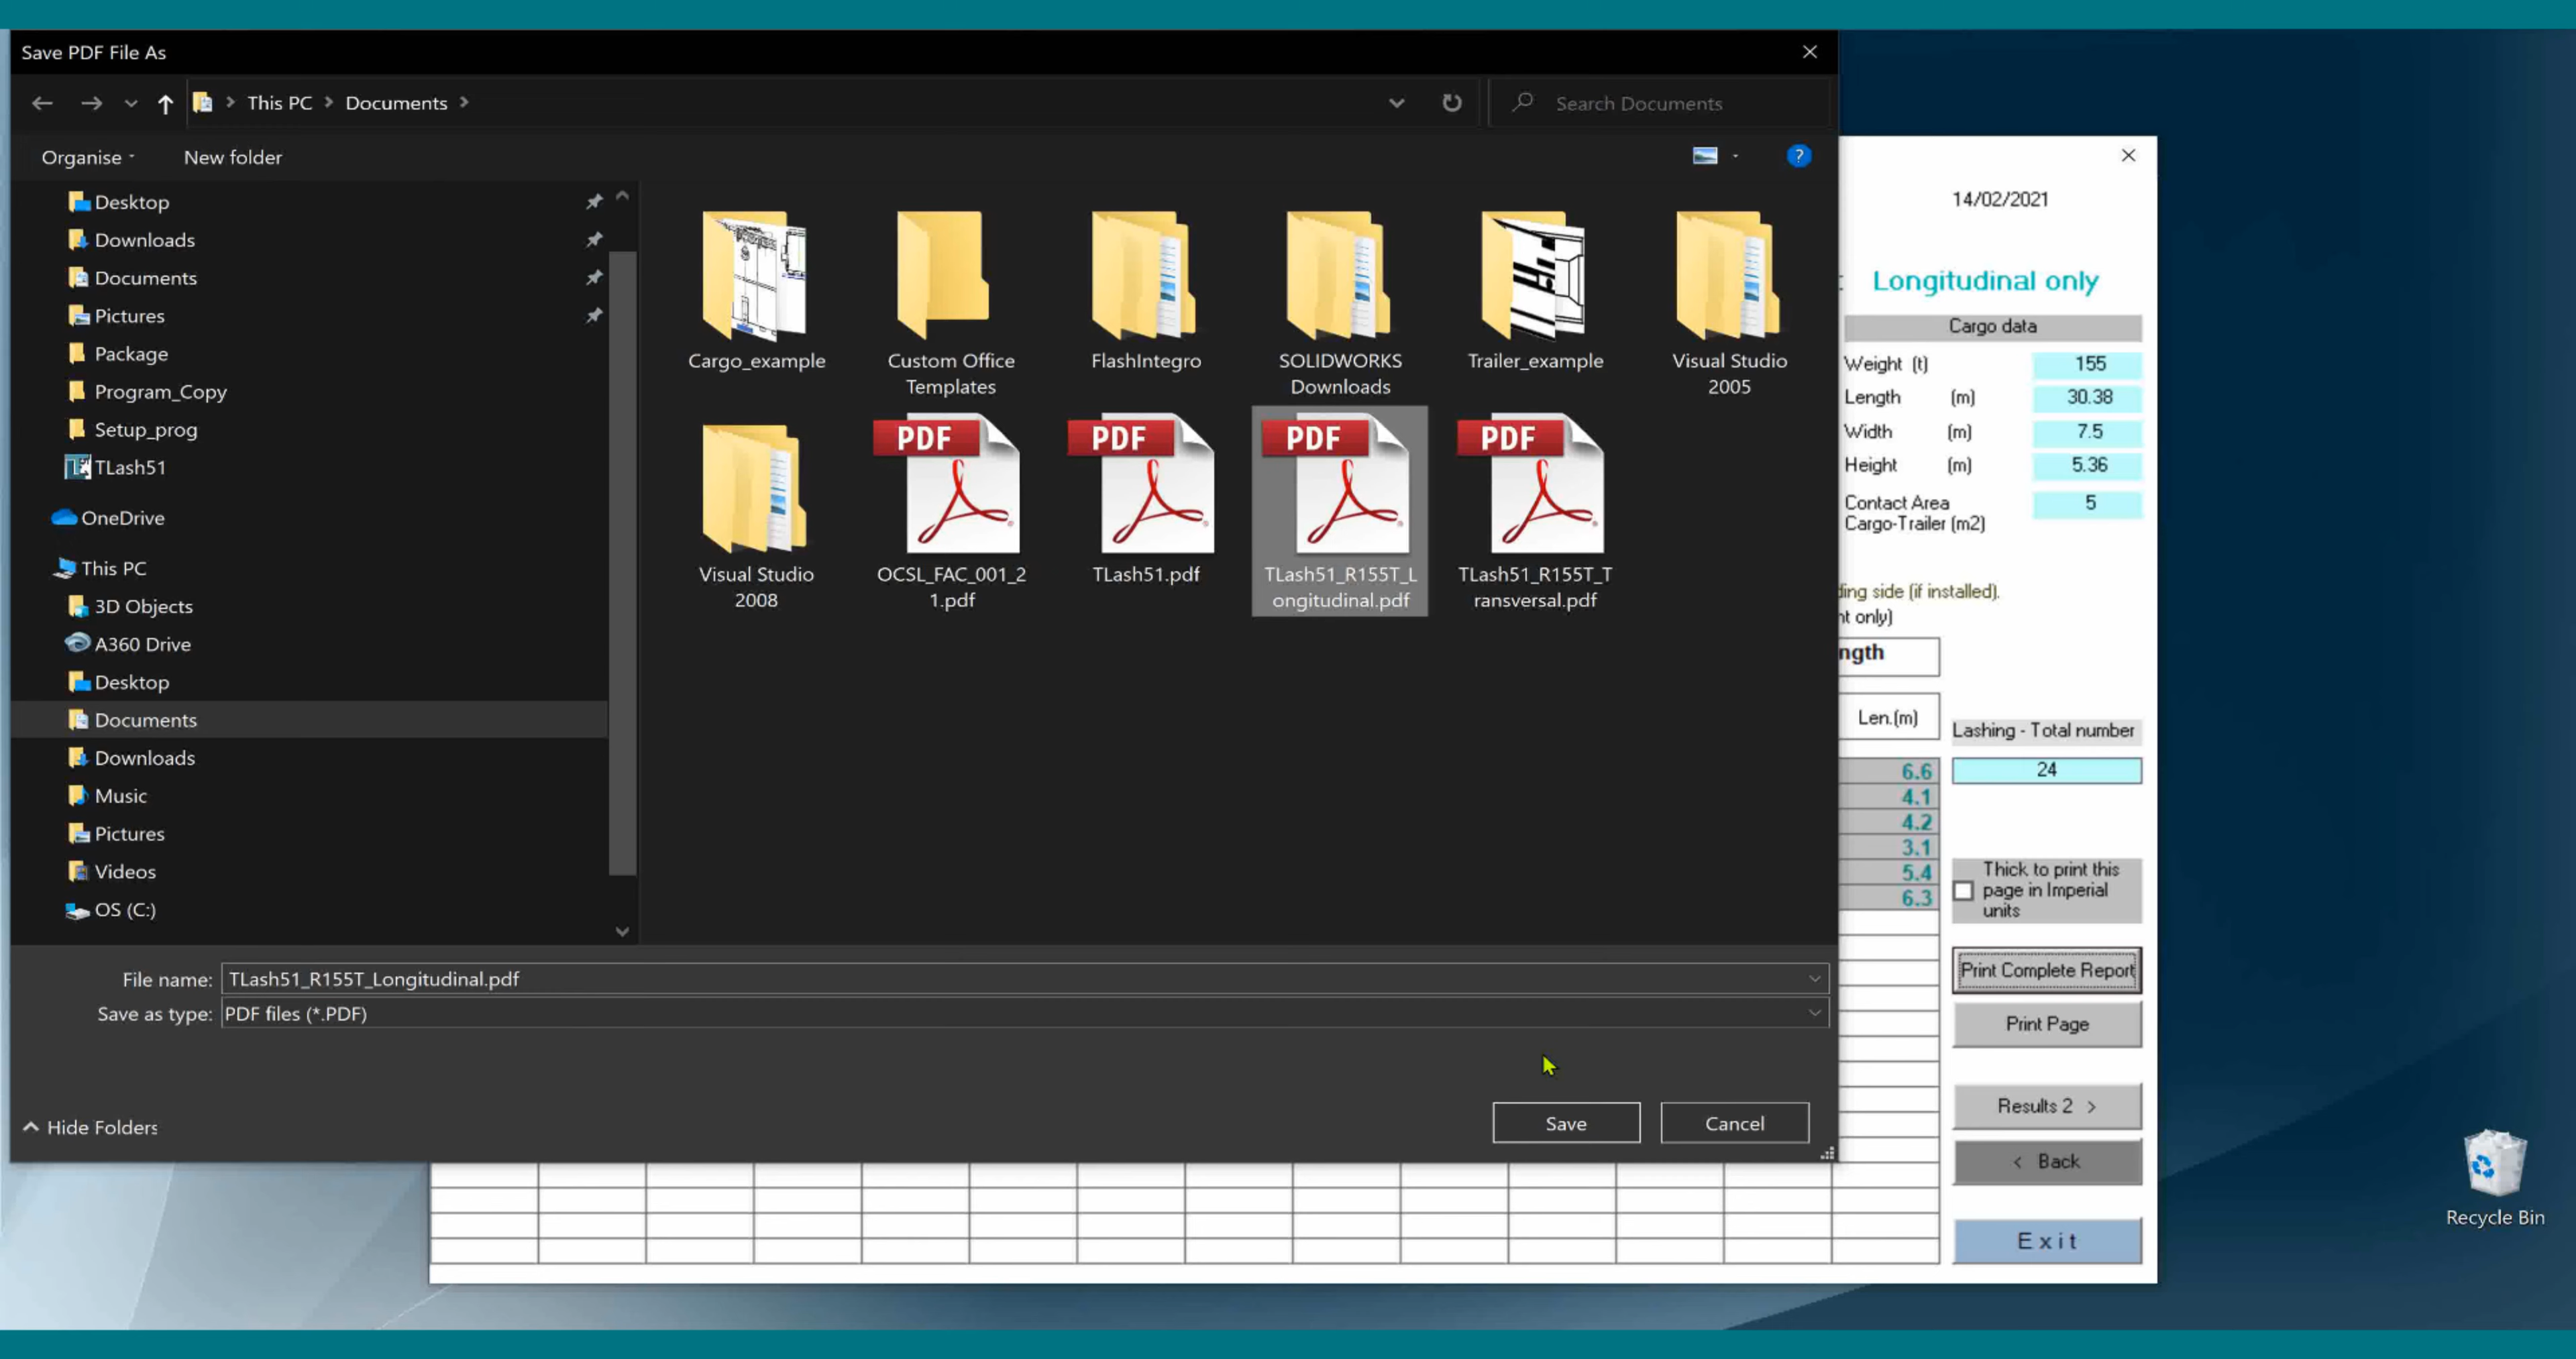 Save PDF File As
This PC > Documents >
Search Documents
Organise
New folder
Desktop
Downloads
Documents
Pictures
Package
Program_Copy
Setup_prog
TLash51
OneDrive
This PC
3D Objects
A360 Drive
Desktop
Documents
Downloads
Music
Pictures
Videos
OS (C:)
Cargo_example
Custom Office
Templates
FlashIntegro
SOLIDWORKS
Downloads
Trailer_example
Visual Studio
2005
PDF
PDF
PDF
PDF
Visual Studio
2008
OCSL_FAC_001_2
1.pdf
TLash51.pdf
TLash51_R155T_L
ongitudinal.pdf
TLash51_R155T_T
ransversal.pdf
File name: TLash51_R155T_Longitudinal.pdf
Save as type: PDF files (*.PDF)
Hide Folders
Save
Cancel
14/02/2021
: Longitudinal only
Cargo data
Weight (t) 155
Length (m) 30.38
Width (m) 7.5
Height (m) 5.36
Contact Area
Cargo-Trailer (m2) 5
ding side (if installed).
nt only)
ngth
Len.(m)
Lashing - Total number
24
6.6
4.1
4.2
3.1
5.4
6.3
Thick to print this
page in Imperial
units
Print Complete Report
Print Page
Results 2 >
< Back
Exit
Recycle Bin